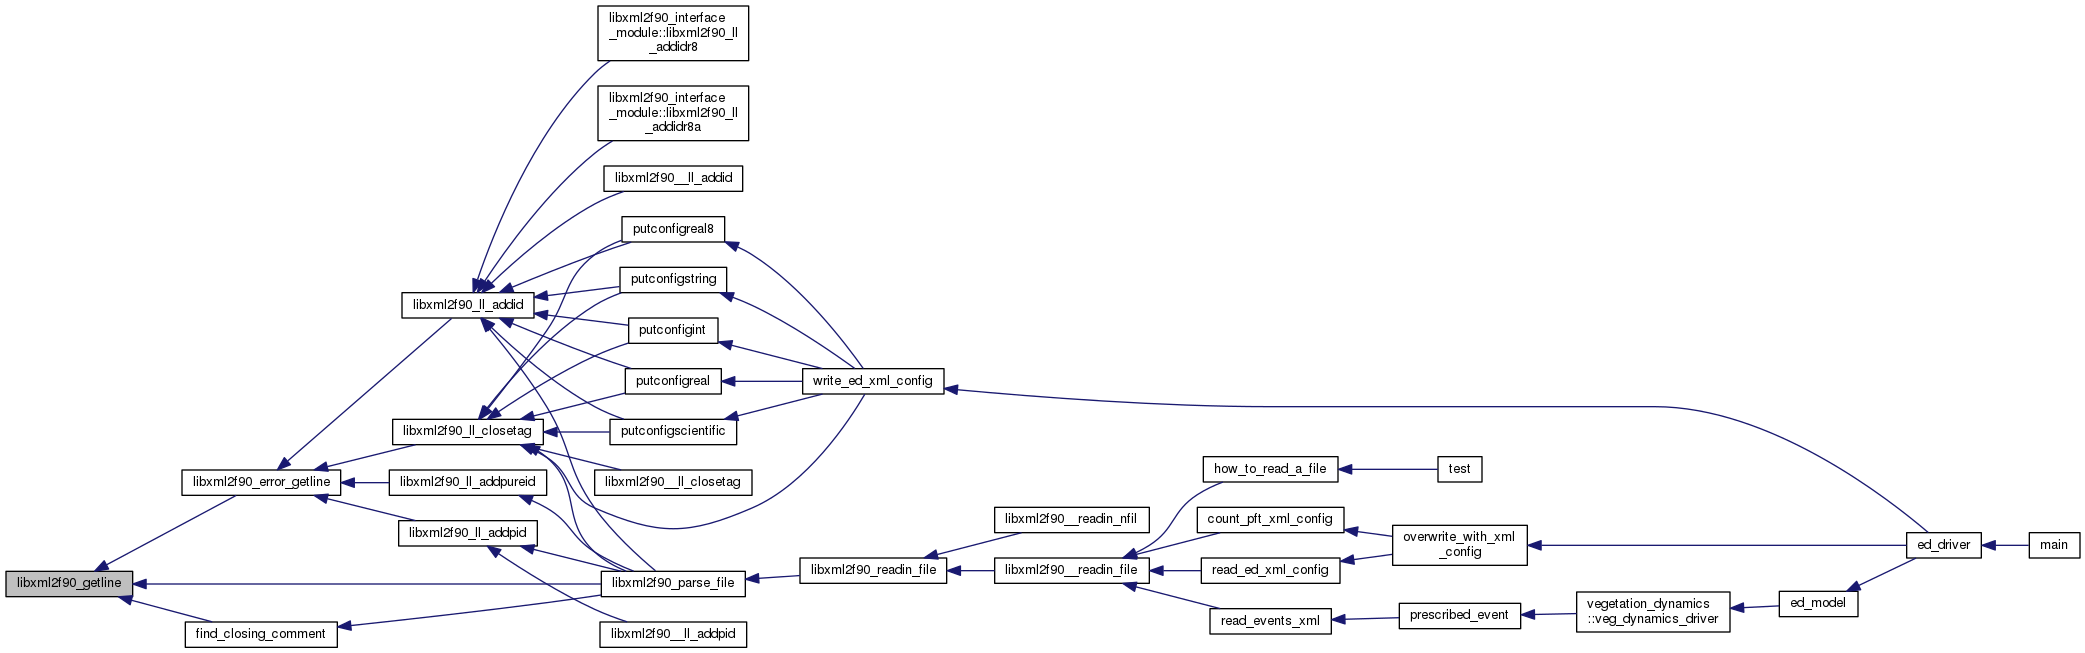 libxml2f90_interface
_module::libxml2f90_ll
_addidr8
libxml2f90_interface
_module::libxml2f90_ll
_addidr8a
libxml2f90__ll_addid
putconfigreal8
putconfigstring
libxml2f90_ll_addid
putconfigint
putconfigreal
write_ed_xml_config
libxml2f90_ll_closetag
putconfigscientific
how_to_read_a_file
test
libxml2f90_error_getline
libxml2f90_ll_addpureid
libxml2f90__ll_closetag
libxml2f90__readin_nfil
count_pft_xml_config
libxml2f90_ll_addpid
overwrite_with_xml
_config
ed_driver
main
libxml2f90_getline
libxml2f90_parse_file
libxml2f90_readin_file
libxml2f90__readin_file
read_ed_xml_config
vegetation_dynamics
::veg_dynamics_driver
ed_model
prescribed_event
read_events_xml
find_closing_comment
libxml2f90__ll_addpid